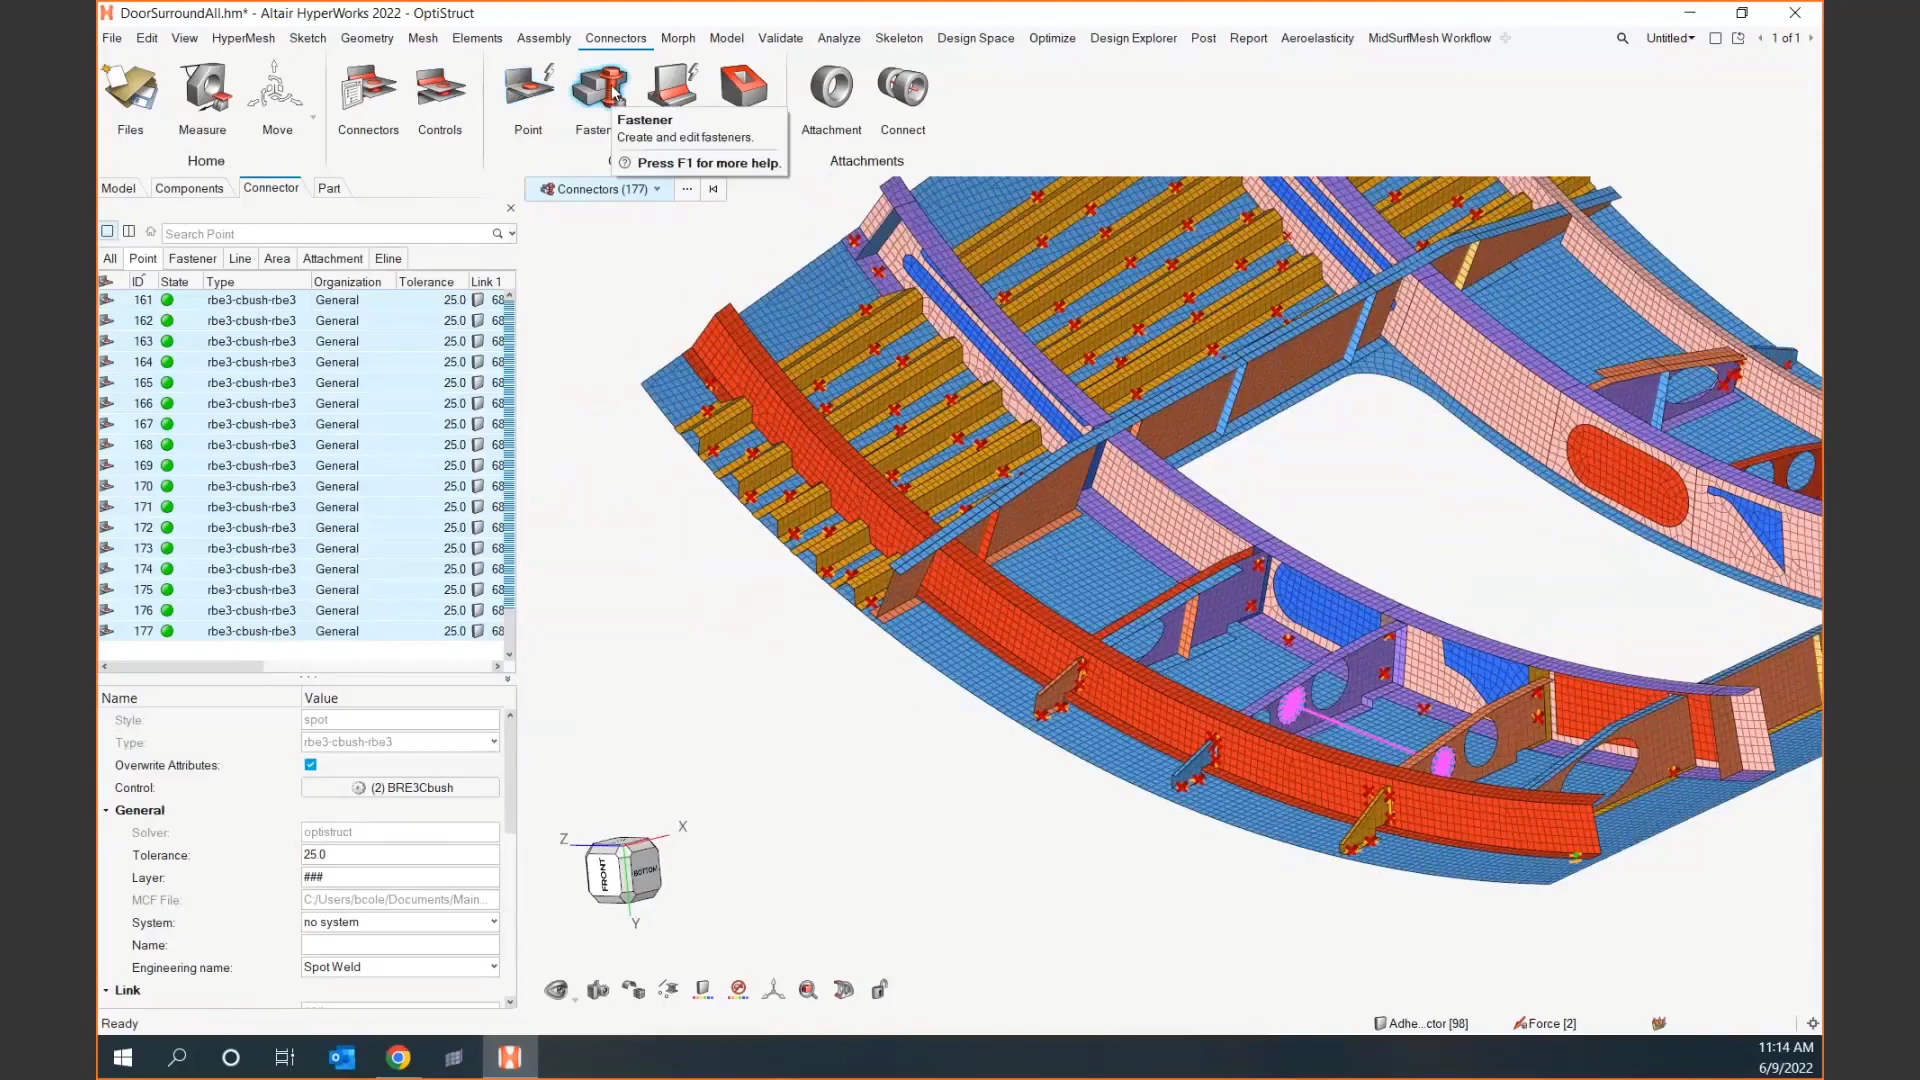 DoorSurroundAll.hm* - Altair HyperWorks 2022 - OptiStruct
File Edit View HyperMesh Sketch Geometry Mesh Elements Assembly Connectors Morph Model Validate Analyze Skeleton Design Space Optimize Design Explorer Post Report Aeroelasticity MidSurfMesh Workflow Untitled 1 of 1
Files Measure Move Connectors Controls Point Fasten Attachment Connect
Fastener
Create and edit fasteners.
Press F1 for more help.
Home Attachments
Model Components Connector Part Connectors (177)
Search Point
All Point Fastener Line Area Attachment Eline
ID State Type Organization Tolerance Link 1
161 rbe3-cbush-rbe3 General 25.0 68
162 rbe3-cbush-rbe3 General 25.0 68
163 rbe3-cbush-rbe3 General 25.0 68
164 rbe3-cbush-rbe3 General 25.0 68
165 rbe3-cbush-rbe3 General 25.0 68
166 rbe3-cbush-rbe3 General 25.0 68
167 rbe3-cbush-rbe3 General 25.0 68
168 rbe3-cbush-rbe3 General 25.0 68
169 rbe3-cbush-rbe3 General 25.0 68
170 rbe3-cbush-rbe3 General 25.0 68
171 rbe3-cbush-rbe3 General 25.0 68
172 rbe3-cbush-rbe3 General 25.0 68
173 rbe3-cbush-rbe3 General 25.0 68
174 rbe3-cbush-rbe3 General 25.0 68
175 rbe3-cbush-rbe3 General 25.0 68
176 rbe3-cbush-rbe3 General 25.0 68
177 rbe3-cbush-rbe3 General 25.0 68
Name Value
Style: spot
Type: rbe3-cbush-rbe3
Overwrite Attributes:
Control: (2) BRE3Cbush
General
Solver: optistruct
Tolerance: 25.0
Layer: ###
MCF File: C:/Users/bcole/Documents/Main...
System: no system
Name:
Engineering name: Spot Weld
Link
Z X
FRONT BOTTOM
Y
Ready Adhe...ctor [98] Force [2]
11:14 AM
6/9/2022